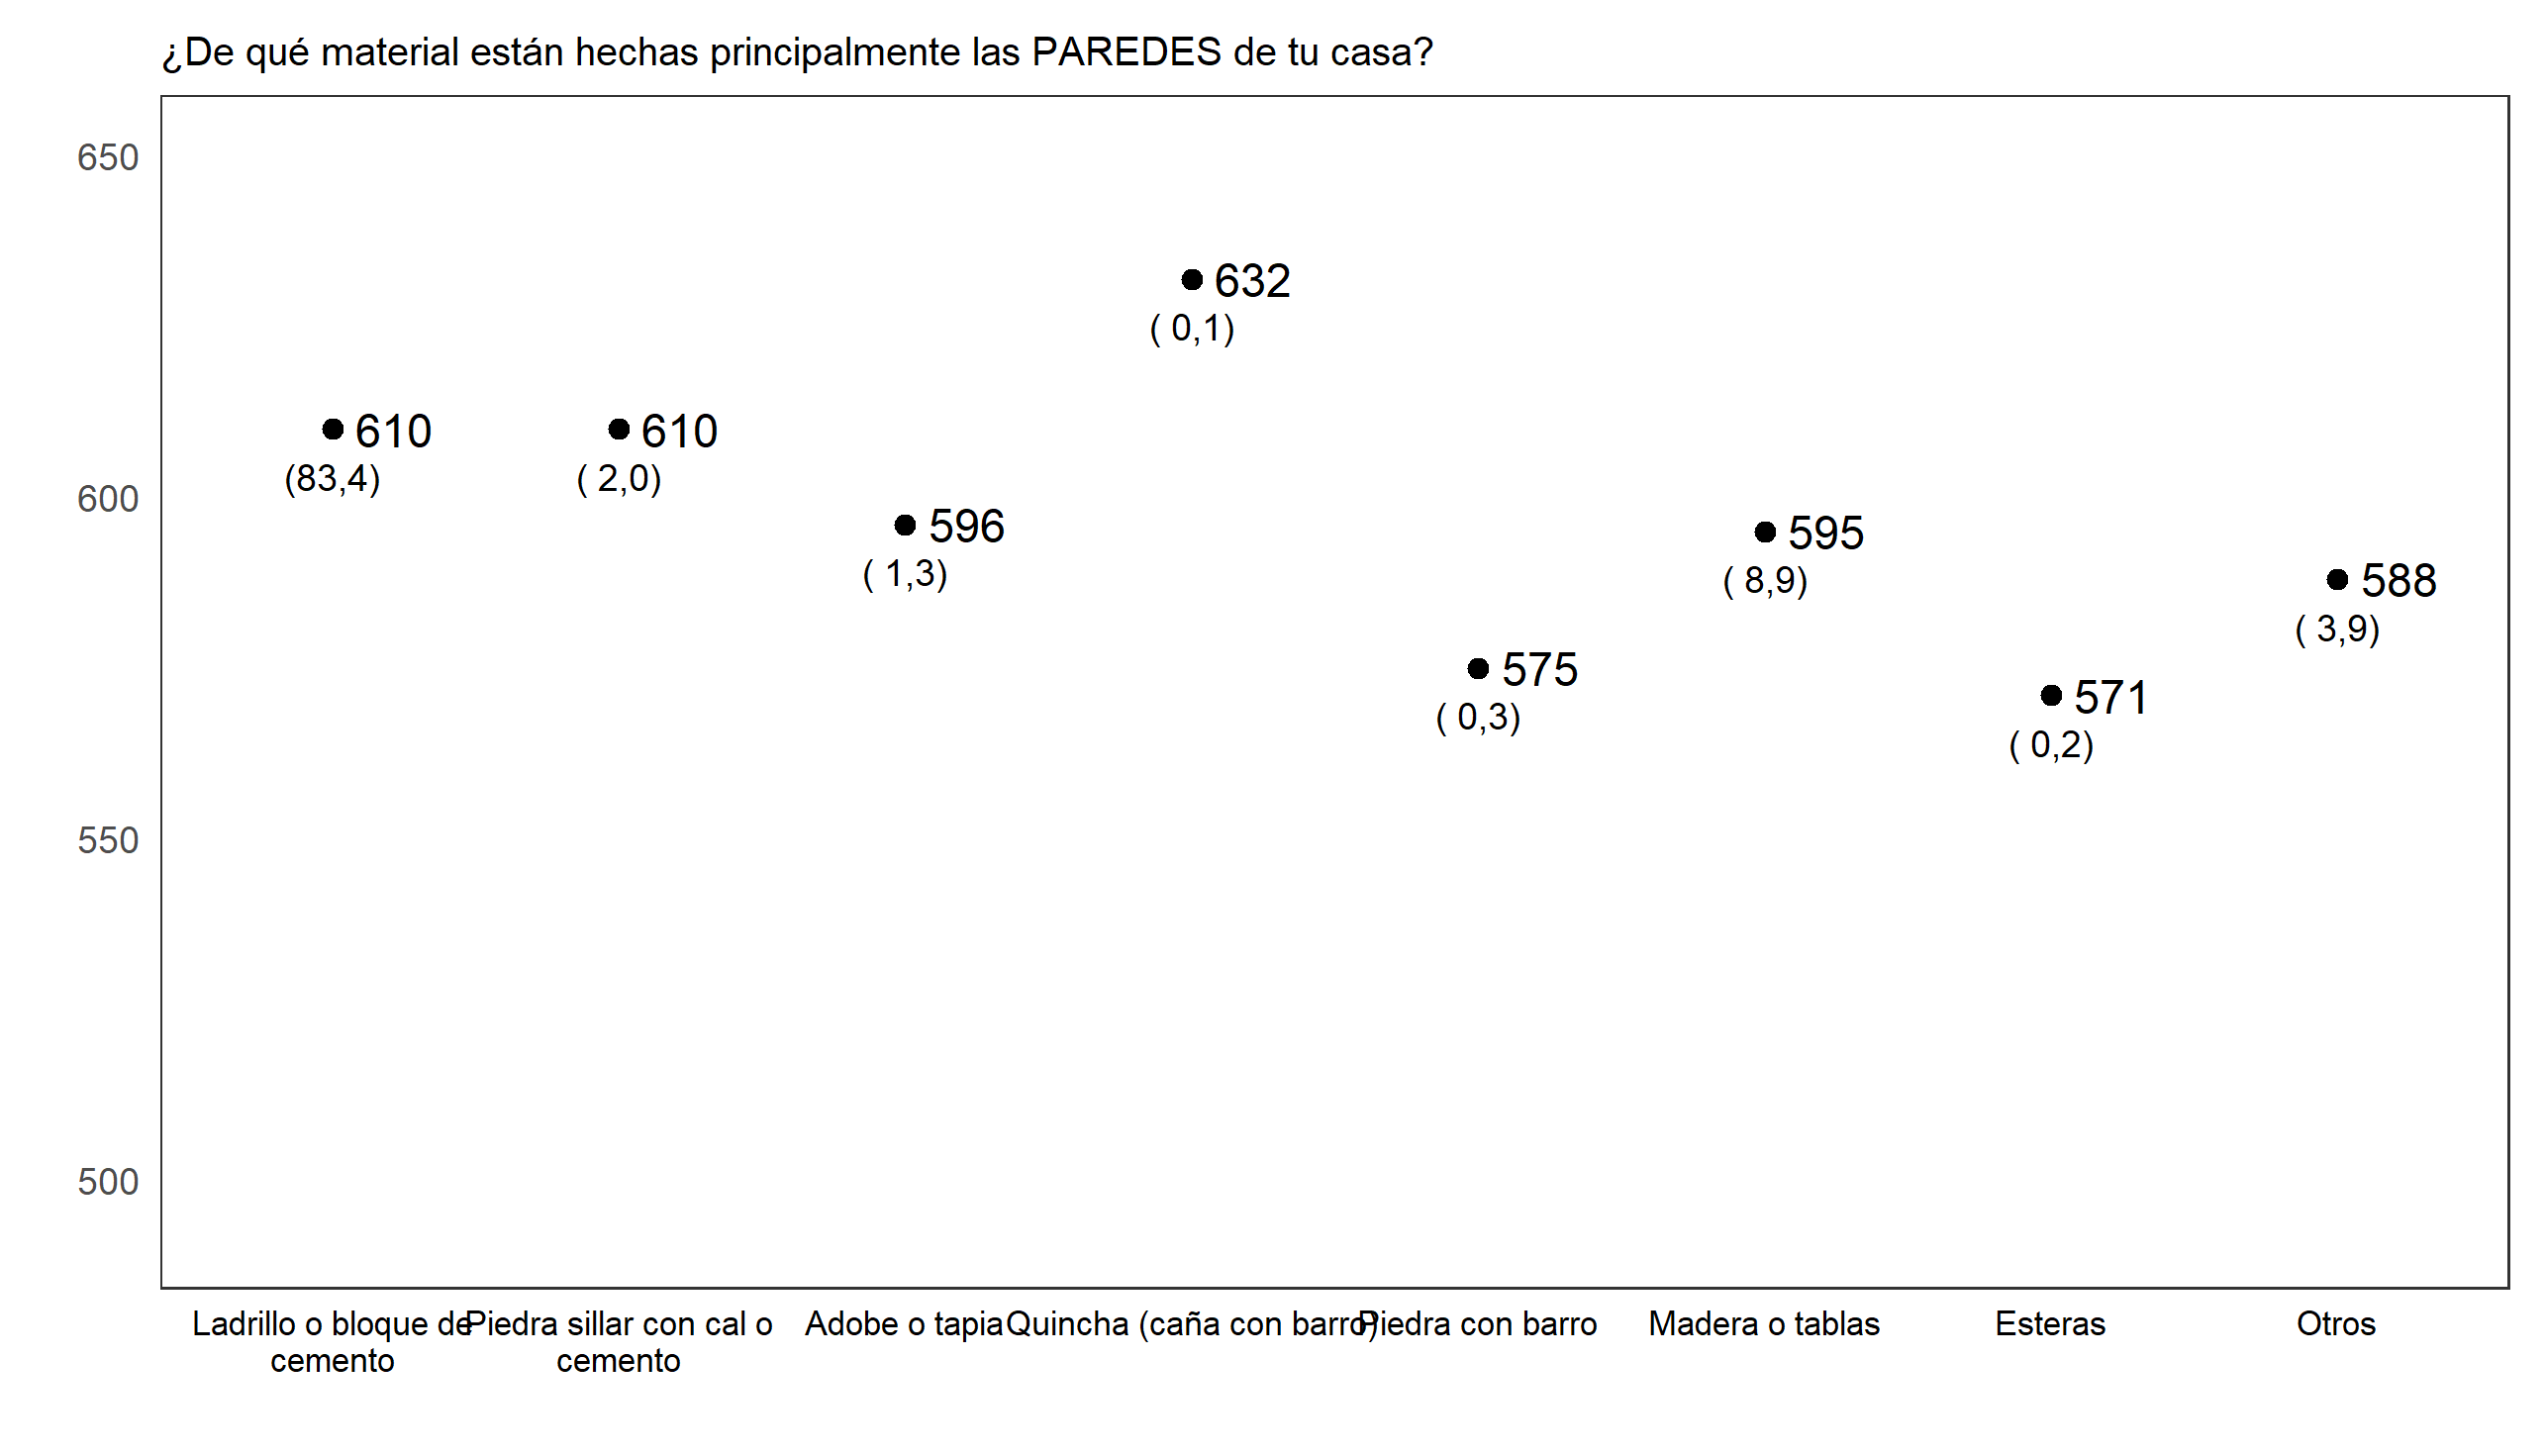 ¿De qué material están hechas principalmente las PAREDES de tu casa?
650
600
550
500
632
( 0,1)
610
(83,4)
610
( 2,0)
596
( 1,3)
595
( 8,9)
588
( 3,9)
575
( 0,3)
571
( 0,2)
Ladrillo o bloque de
cemento
Piedra sillar con cal o
cemento
Adobe o tapia
Quincha (caña con barro)
Piedra con barro
Madera o tablas
Esteras
Otros